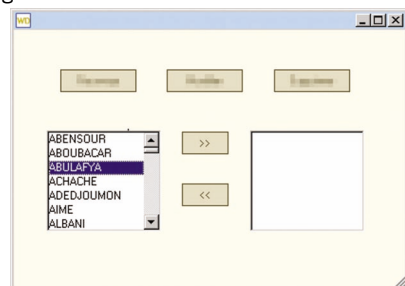 WD
ABENSOUR
ABOUBACAR
ABULAFYA
ACHACHE
ADEDJOUMON
AIME
ALBANI
>>
<<